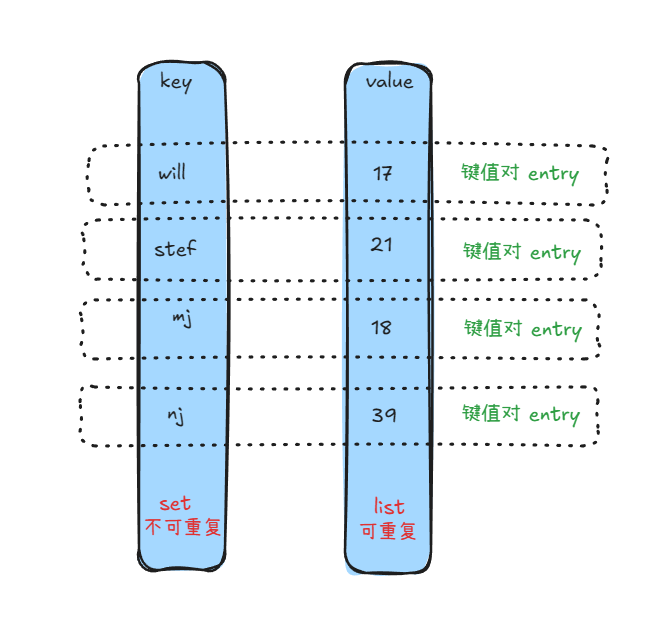 key value
will 17 键值对 entry
stef 21 键值对 entry
mj 18 键值对 entry
nj 39 键值对 entry
set list
不可重复 可重复